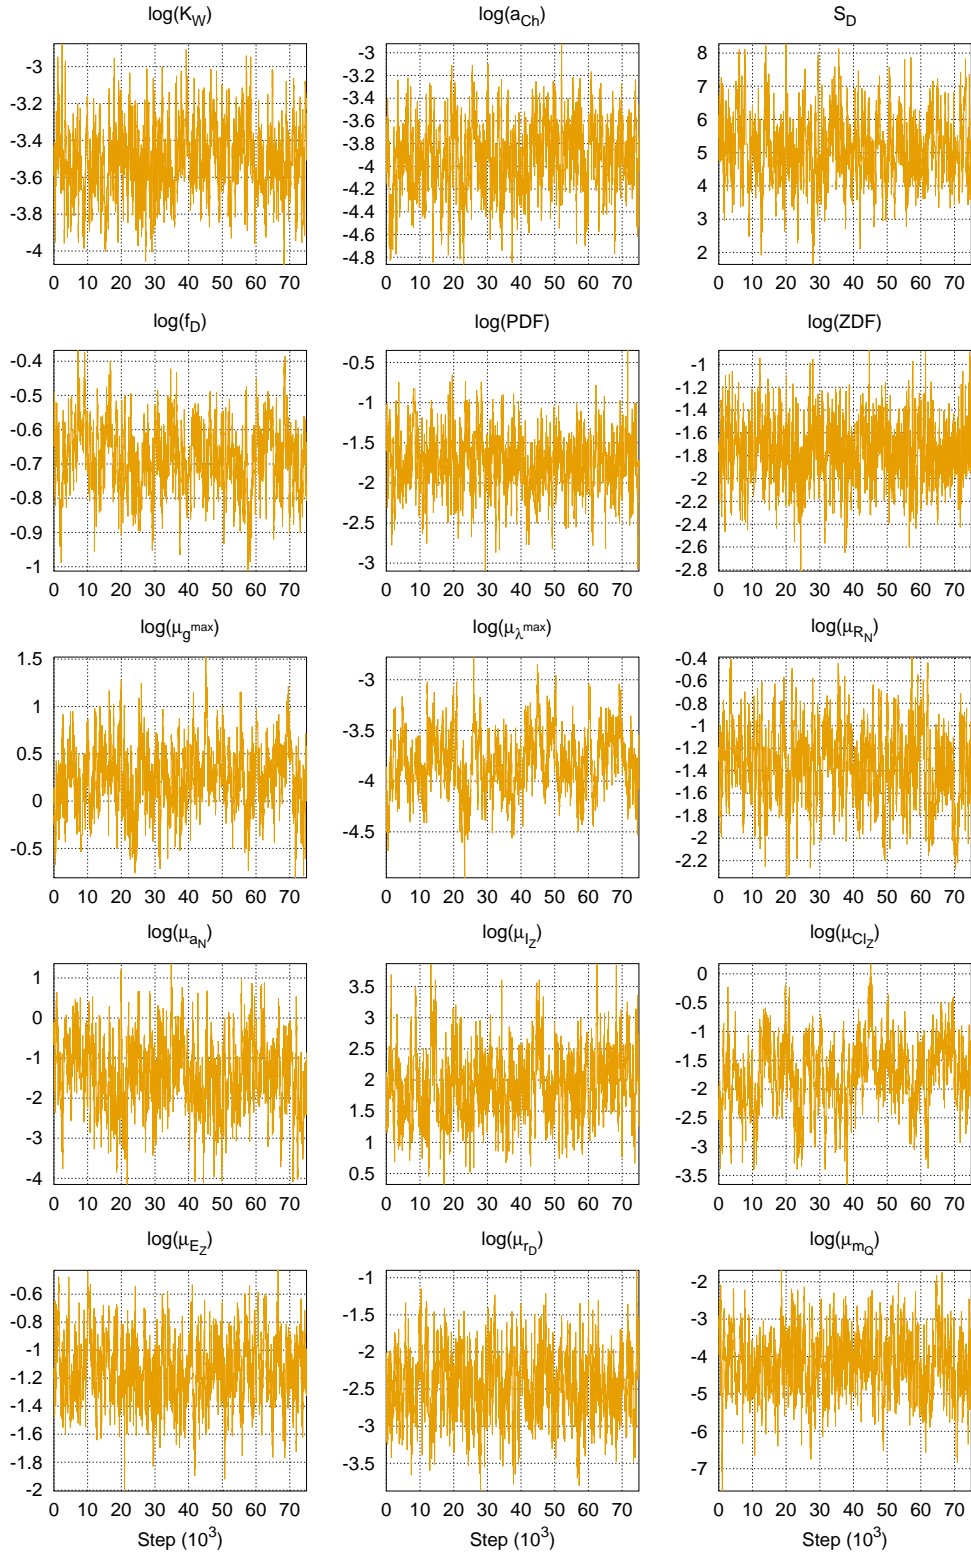 log(K_W) log(a_Ch) S_D
-3 -3.2 -3.4 -3.6 -3.8 -4
0 10 20 30 40 50 60 70
-3 -3.2 -3.4 -3.6 -3.8 -4 -4.2 -4.4 -4.6 -4.8
0 10 20 30 40 50 60 70
8 7 6 5 4 3 2
0 10 20 30 40 50 60 70
log(f_D) log(PDF) log(ZDF)
-0.4 -0.5 -0.6 -0.7 -0.8 -0.9 -1
0 10 20 30 40 50 60 70
-0.5 -1 -1.5 -2 -2.5 -3
0 10 20 30 40 50 60 70
-1 -1.2 -1.4 -1.6 -1.8 -2 -2.2 -2.4 -2.6 -2.8
0 10 20 30 40 50 60 70
log(μ_g^max) log(μ_λ^max) log(μ_R_N)
1.5 1 0.5 0 -0.5
0 10 20 30 40 50 60 70
-3 -3.5 -4 -4.5
0 10 20 30 40 50 60 70
-0.4 -0.6 -0.8 -1 -1.2 -1.4 -1.6 -1.8 -2 -2.2
0 10 20 30 40 50 60 70
log(μ_a_N) log(μ_I_Z) log(μ_CI_Z)
1 0 -1 -2 -3 -4
0 10 20 30 40 50 60 70
3.5 3 2.5 2 1.5 1 0.5
0 10 20 30 40 50 60 70
0 -0.5 -1 -1.5 -2 -2.5 -3 -3.5
0 10 20 30 40 50 60 70
log(μ_E_Z) log(μ_r_D) log(μ_m_Q)
-0.6 -0.8 -1 -1.2 -1.4 -1.6 -1.8 -2
0 10 20 30 40 50 60 70
-1 -1.5 -2 -2.5 -3 -3.5
0 10 20 30 40 50 60 70
-2 -3 -4 -5 -6 -7
0 10 20 30 40 50 60 70
Step (10^3) Step (10^3) Step (10^3)